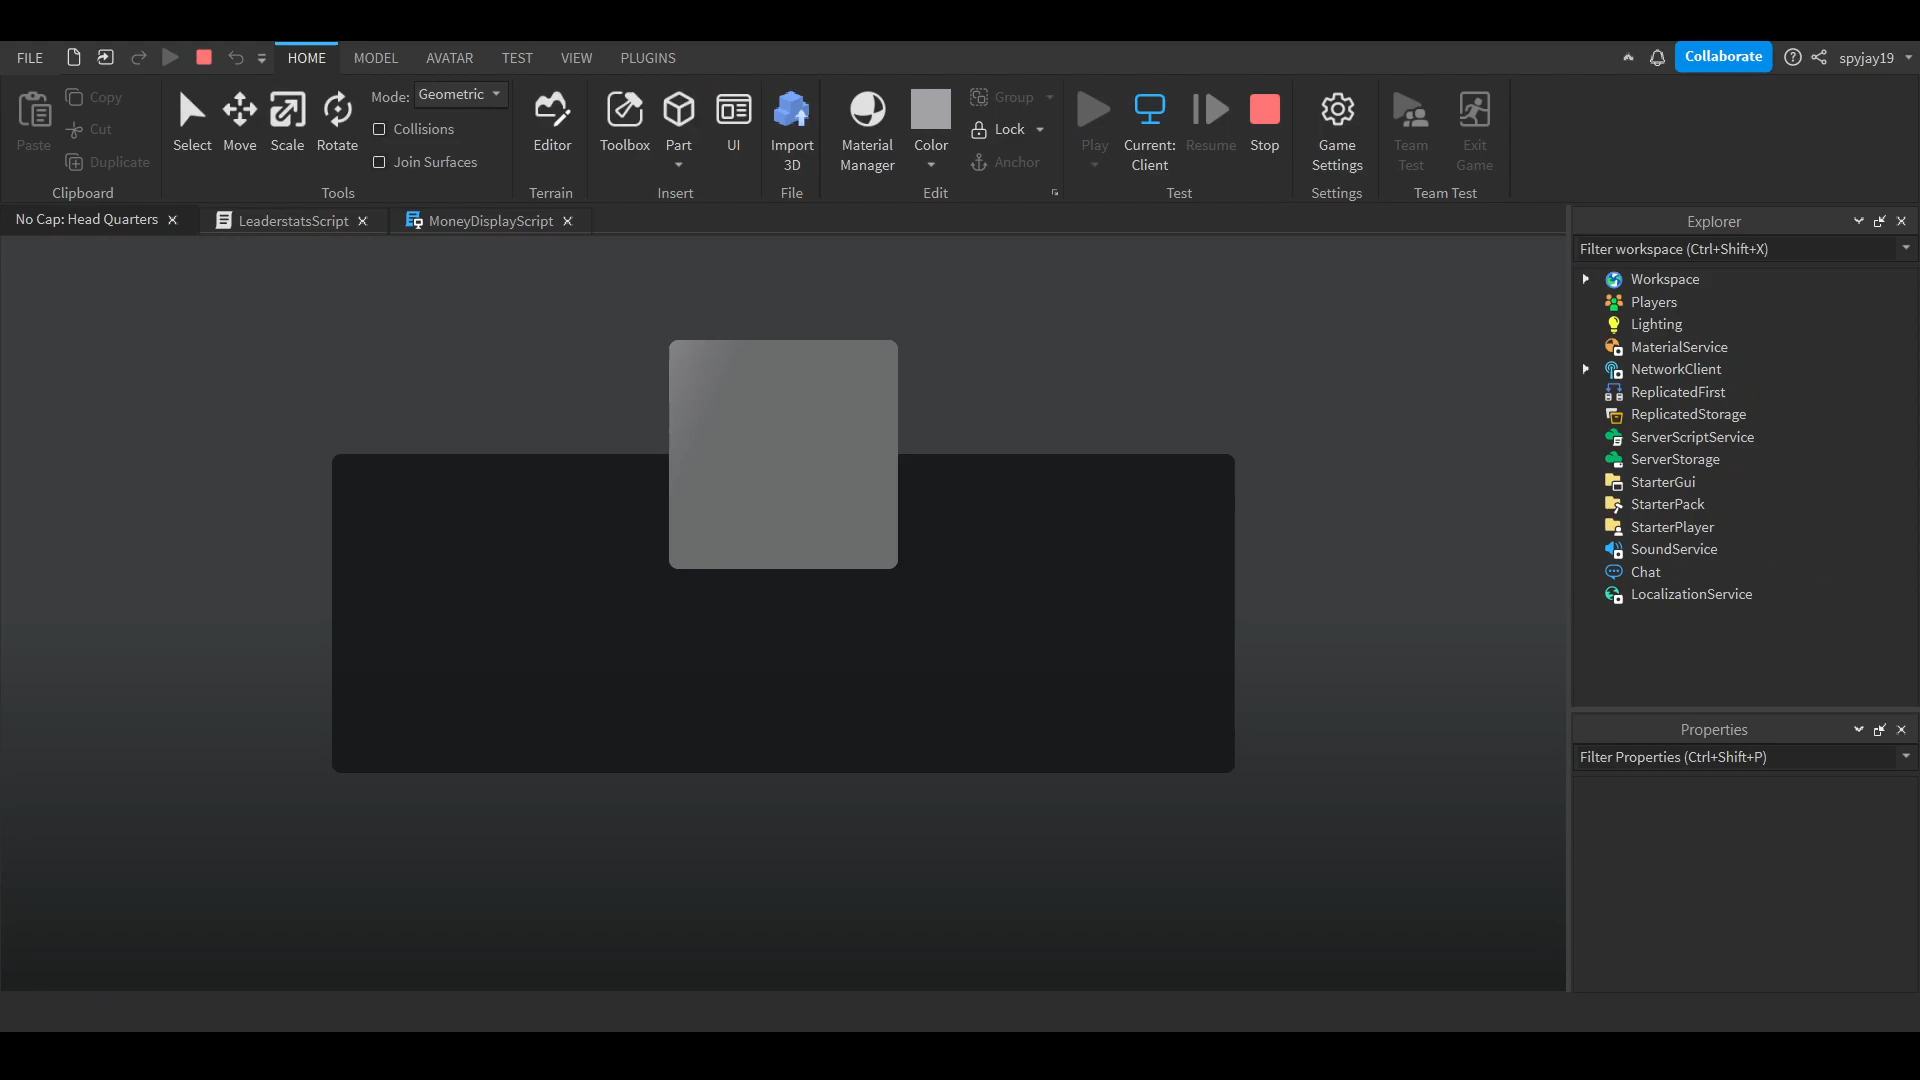 FILE HOME MODEL AVATAR TEST VIEW PLUGINS Collaborate spyjay19
Paste Copy Cut Duplicate
Clipboard
Select Move Scale Rotate
Mode: Geometric
Collisions
Join Surfaces
Tools
Editor
Terrain
Toolbox Part UI
Insert
Import
3D
File
Material
Manager
Color
Group
Lock
Anchor
Edit
Play
Current:
Client
Resume Stop
Test
Game
Settings
Settings
Team
Test
Exit
Game
Team Test
No Cap: Head Quarters LeaderstatsScript MoneyDisplayScript
Explorer
Filter workspace (Ctrl+Shift+X)
Workspace
Players
Lighting
MaterialService
NetworkClient
ReplicatedFirst
ReplicatedStorage
ServerScriptService
ServerStorage
StarterGui
StarterPack
StarterPlayer
SoundService
Chat
LocalizationService
Properties
Filter Properties (Ctrl+Shift+P)